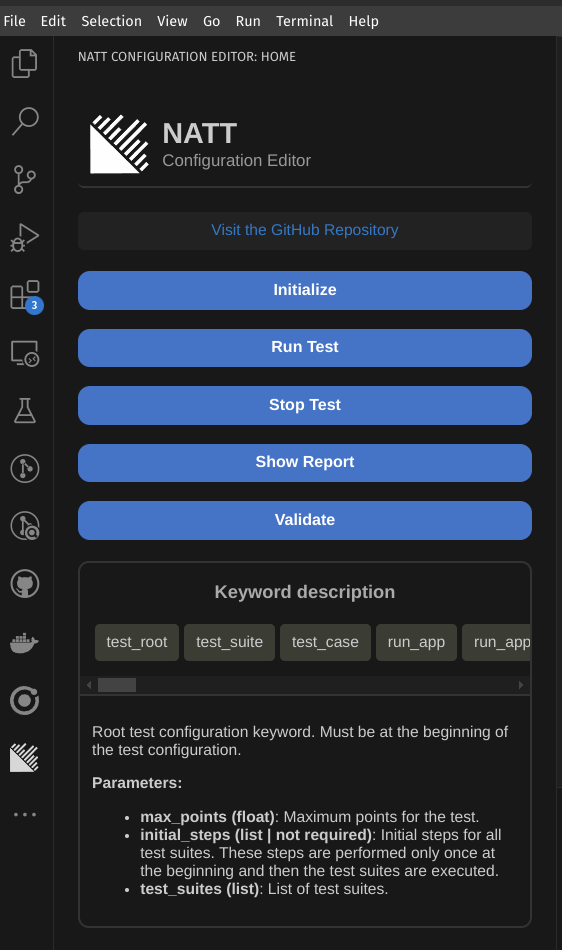 File Edit Selection View Go Run Terminal Help
NATT CONFIGURATION EDITOR: HOME
NATT
Configuration Editor
Visit the GitHub Repository
Initialize
3
Run Test
Stop Test
Show Report
Validate
Keyword description
test_root test_suite test_case run_app run_app
Root test configuration keyword. Must be at the beginning of
the test configuration.
Parameters:
• max_points (float): Maximum points for the test.
• initial_steps (list | not required): Initial steps for all
test suites. These steps are performed only once at
the beginning and then the test suites are executed.
• test_suites (list): List of test suites.